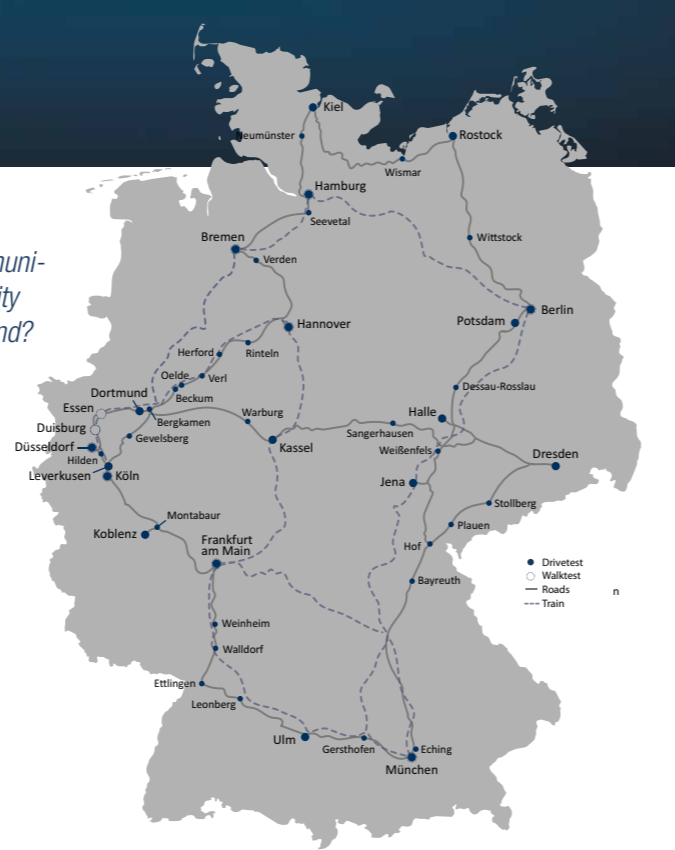 Kiel
Neumünster
Rostock
Wismar
Hamburg
Seevetal
Wittstock
Bremen
Verden
Berlin
Potsdam
Hannover
Herford
Rinteln
Oelde
Verl
Beckum
Dessau-Rosslau
Dortmund
Essen
Bergkamen
Warburg
Halle
Duisburg
Gevelsberg
Kassel
Sangerhausen
Düsseldorf
Weißenfels
Dresden
Hilden
Leverkusen
Köln
Jena
Stollberg
Montabaur
Plauen
Koblenz
Frankfurt
am Main
Hof
Bayreuth
Weinheim
Walldorf
Ettlingen
Leonberg
Ulm
Gersthofen
Eching
München
muni-
ity
nd?
Drivetest
Walktest
Roads
Train
n